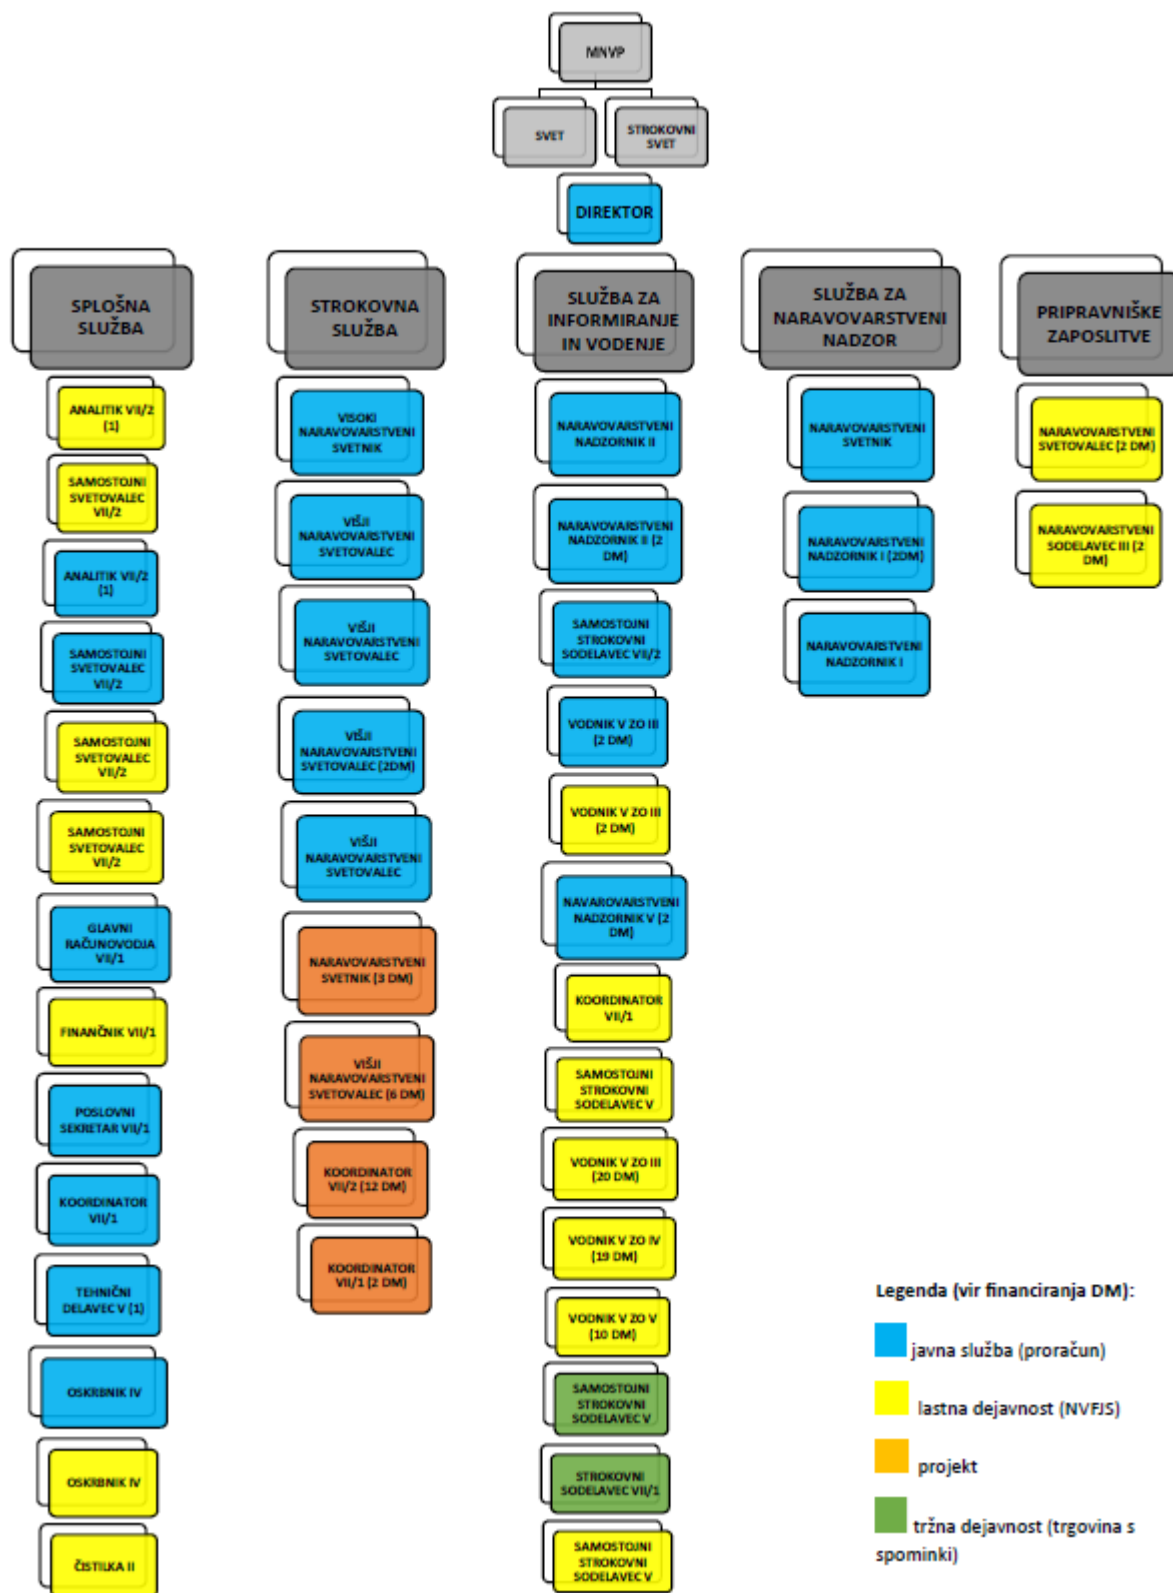 MNVP
SVET
STROKOVNI
SVET
DIREKTOR
SPLOŠNA
SLUŽBA
ANALITIK VII/2
(1)
SAMOSTOJNI
SVETOVALEC
VII/2
ANALITIK VII/2
(1)
SAMOSTOJNI
SVETOVALEC
VII/2
SAMOSTOJNI
SVETOVALEC
VII/2
SAMOSTOJNI
SVETOVALEC
VII/2
GLAVNI
RAČUNOVODJA
VII/1
FINANČNIK VII/1
POSLOVNI
SEKRETAR VII/1
KOORDINATOR
VII/1
TEHNIČNI
DELAVEC V (1)
OSKRBNIK IV
OSKRBNIK IV
ČISTILKA II
STROKOVNA
SLUŽBA
VISOKI
NARAVOVARSTVENI
SVETNIK
VIŠJI
NARAVOVARSTVENI
SVETOVALEC
VIŠJI
NARAVOVARSTVENI
SVETOVALEC
VIŠJI
NARAVOVARSTVENI
SVETOVALEC (2DM)
VIŠJI
NARAVOVARSTVENI
SVETOVALEC
NARAVOVARSTVENI
SVETNIK (3 DM)
VIŠJI
NARAVOVARSTVENI
SVETOVALEC (6 DM)
KOORDINATOR
VII/2 (12 DM)
KOORDINATOR
VII/1 (2 DM)
SLUŽBA ZA
INFORMIRANJE
IN VODENJE
NARAVOVARSTVENI
NADZORNIK II
NARAVOVARSTVENI
NADZORNIK II (2
DM)
SAMOSTOJNI
STROKOVNI
SODELAVEC VII/2
VODNIK V ZO III
(2 DM)
VODNIK V ZO III
(2 DM)
NAVAROVARSTVENI
NADZORNIK V (2
DM)
KOORDINATOR
VII/1
SAMOSTOJNI
STROKOVNI
SODELAVEC V
VODNIK V ZO III
(20 DM)
VODNIK V ZO IV
(19 DM)
VODNIK V ZO V
(10 DM)
SAMOSTOJNI
STROKOVNI
SODELAVEC V
STROKOVNI
SODELAVEC VII/1
SAMOSTOJNI
STROKOVNI
SODELAVEC V
SLUŽBA ZA
NARAVOVARSTVENI
NADZOR
NARAVOVARSTVENI
SVETNIK
NARAVOVARSTVENI
NADZORNIK I (2DM)
NARAVOVARSTVENI
NADZORNIK I
PRIPRAVNIŠKE
ZAPOSLITVE
NARAVOVARSTVENI
SVETOVALEC (2 DM)
NARAVOVARSTVENI
SODELAVEC III (2
DM)
Legenda (vir financiranja DM):
javna služba (proračun)
lastna dejavnost (NVFJS)
projekt
tržna dejavnost (trgovina s
spominki)